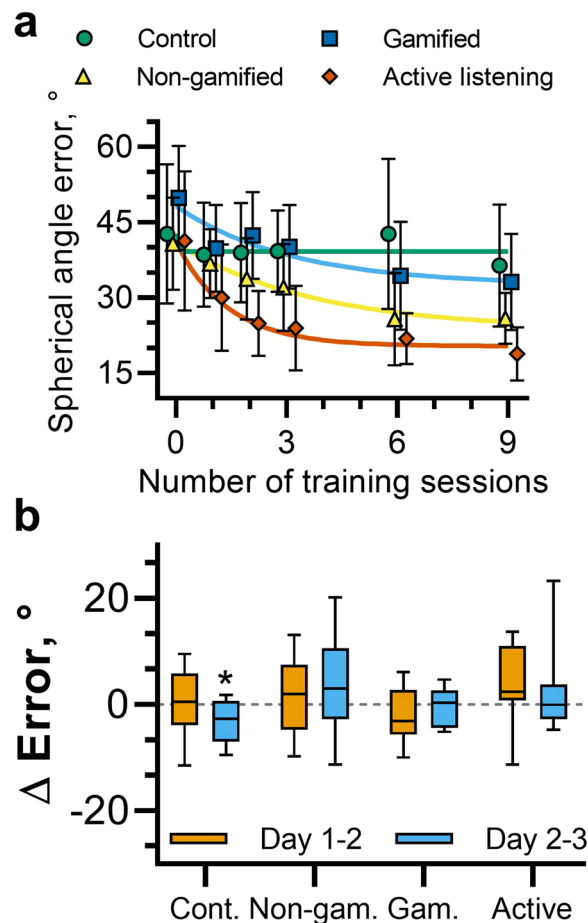 a
Control
Gamified
Non-gamified
Active listening
Spherical angle error, °
60
45
30
15
0
3
6
9
Number of training sessions
b
Δ Error, °
20
0
-20
*
Day 1-2
Day 2-3
Cont.
Non-gam.
Gam.
Active